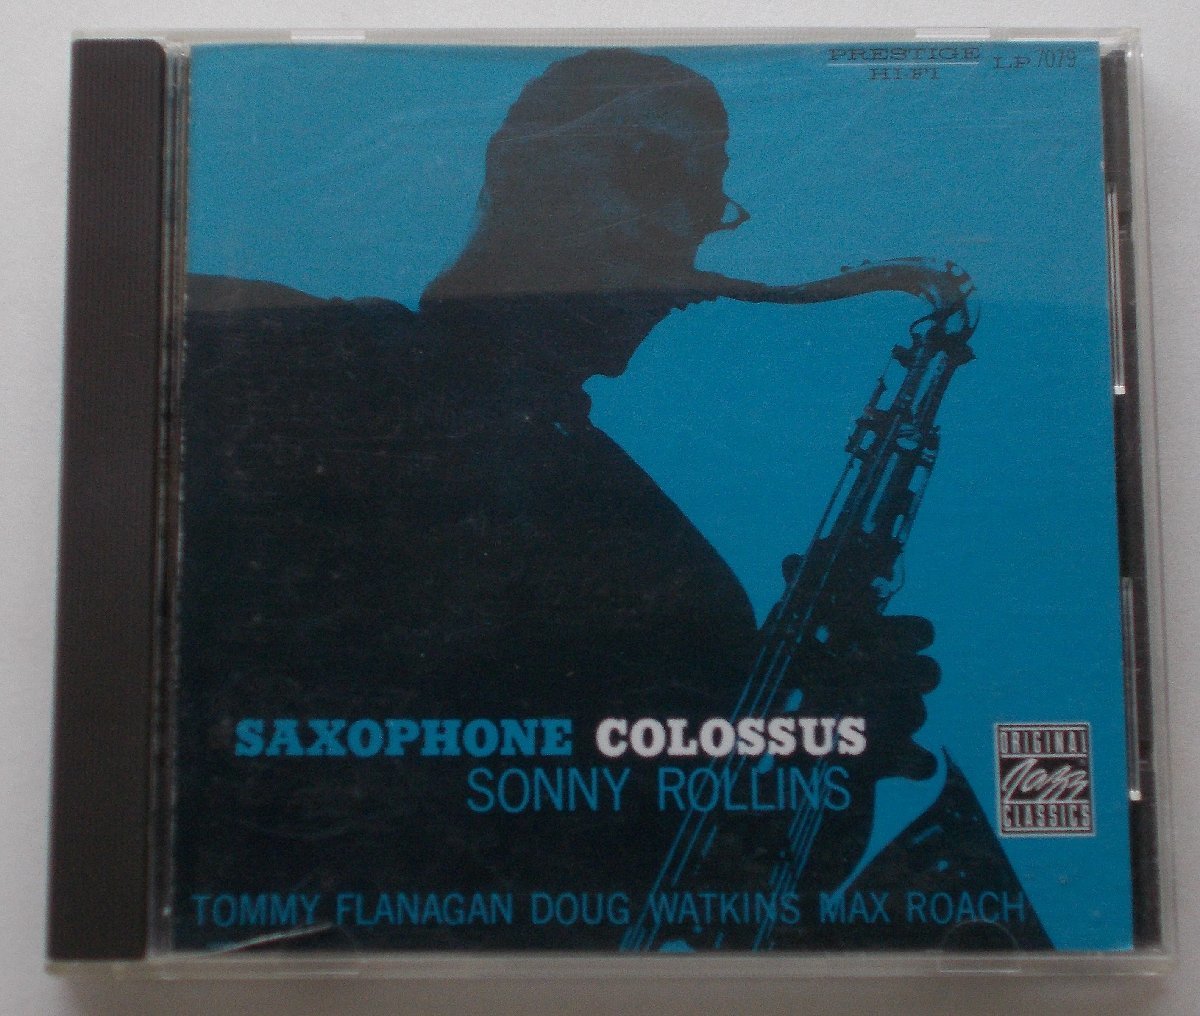 PRESTIGE LP 7079
HI-FI
SAXOPHONE COLOSSUS
SONNY ROLLINS
ORIGINAL
Jazz
CLASSICS
TOMMY FLANAGAN DOUG WATKINS MAX ROACH